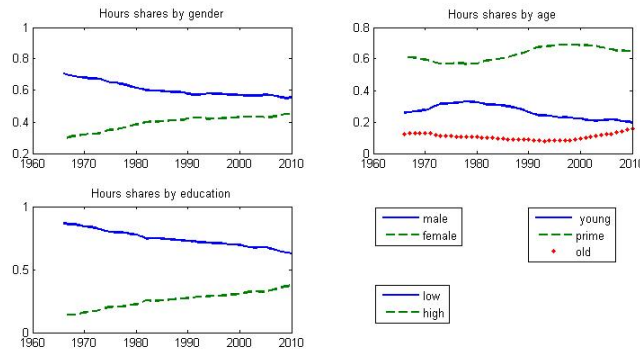 Hours shares by gender
0.8
0.6
0.4
0.2
1960 1970 1980 1990 2000 2010
Hours shares by age
0.8
0.6
0.4
0.2
0
1960 1970 1980 1990 2000 2010
Hours shares by education
1
0.5
0
1960 1970 1980 1990 2000 2010
male
female
young
prime
old
low
high